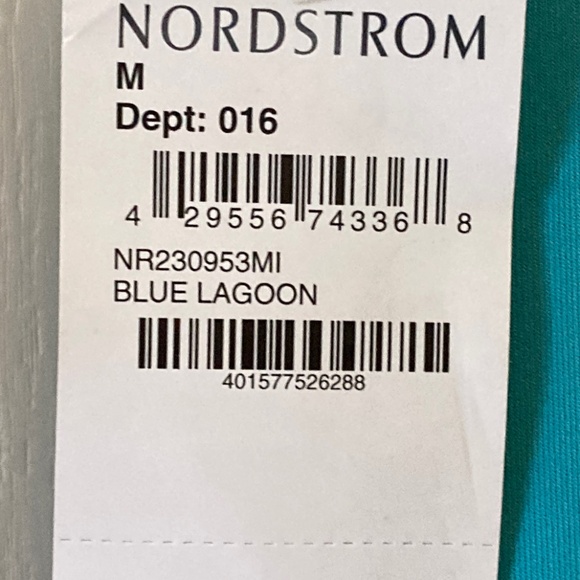 NORDSTROM
M
Dept: 016
4 29556 74336 8
NR230953MI
BLUE LAGOON
401577526288